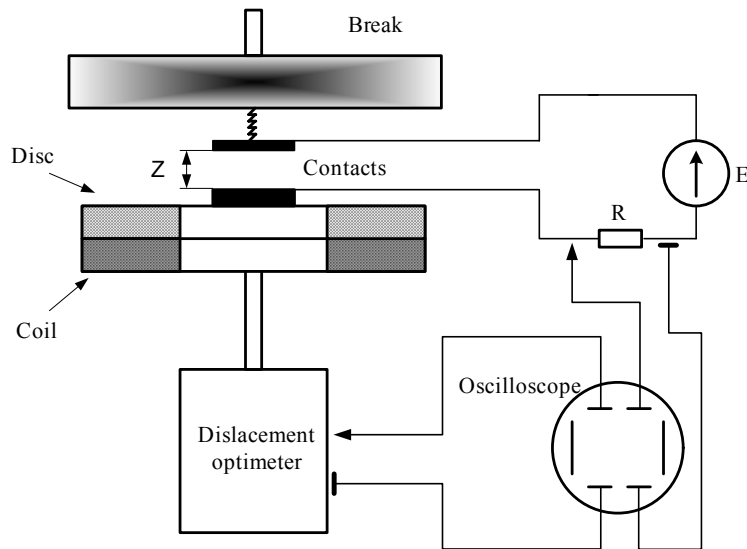 Break
Disc
Z
Contacts
E
R
Coil
Oscilloscope
Dislacement
optimeter